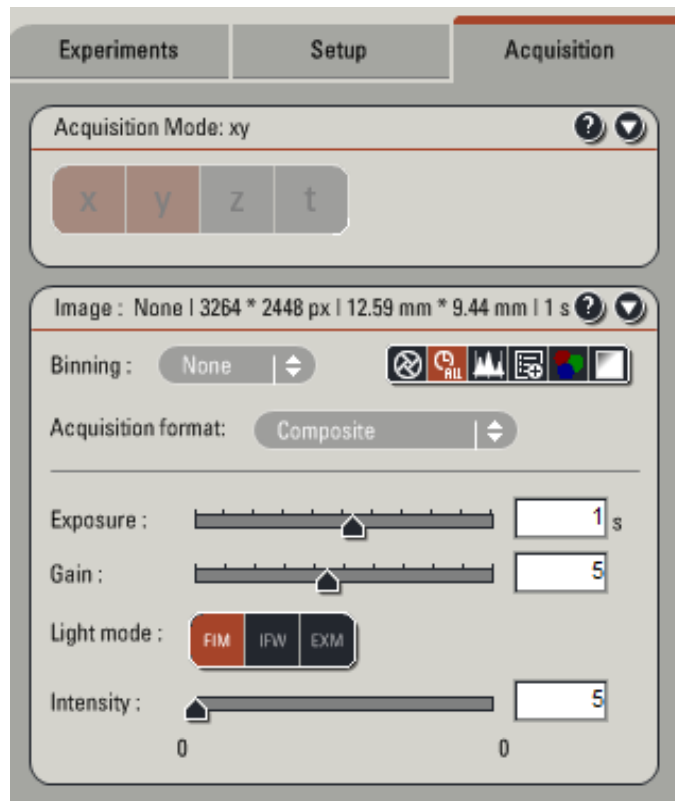 Experiments Setup Acquisition
Acquisition Mode: xy
?
x y z t
Image : None | 3264 * 2448 px | 12.59 mm * 9.44 mm | 1 s ?
Binning : None ALL
Acquisition format: Composite
Exposure : 1 s
Gain : 5
Light mode : FIM IFW EXM
Intensity : 5
0 0